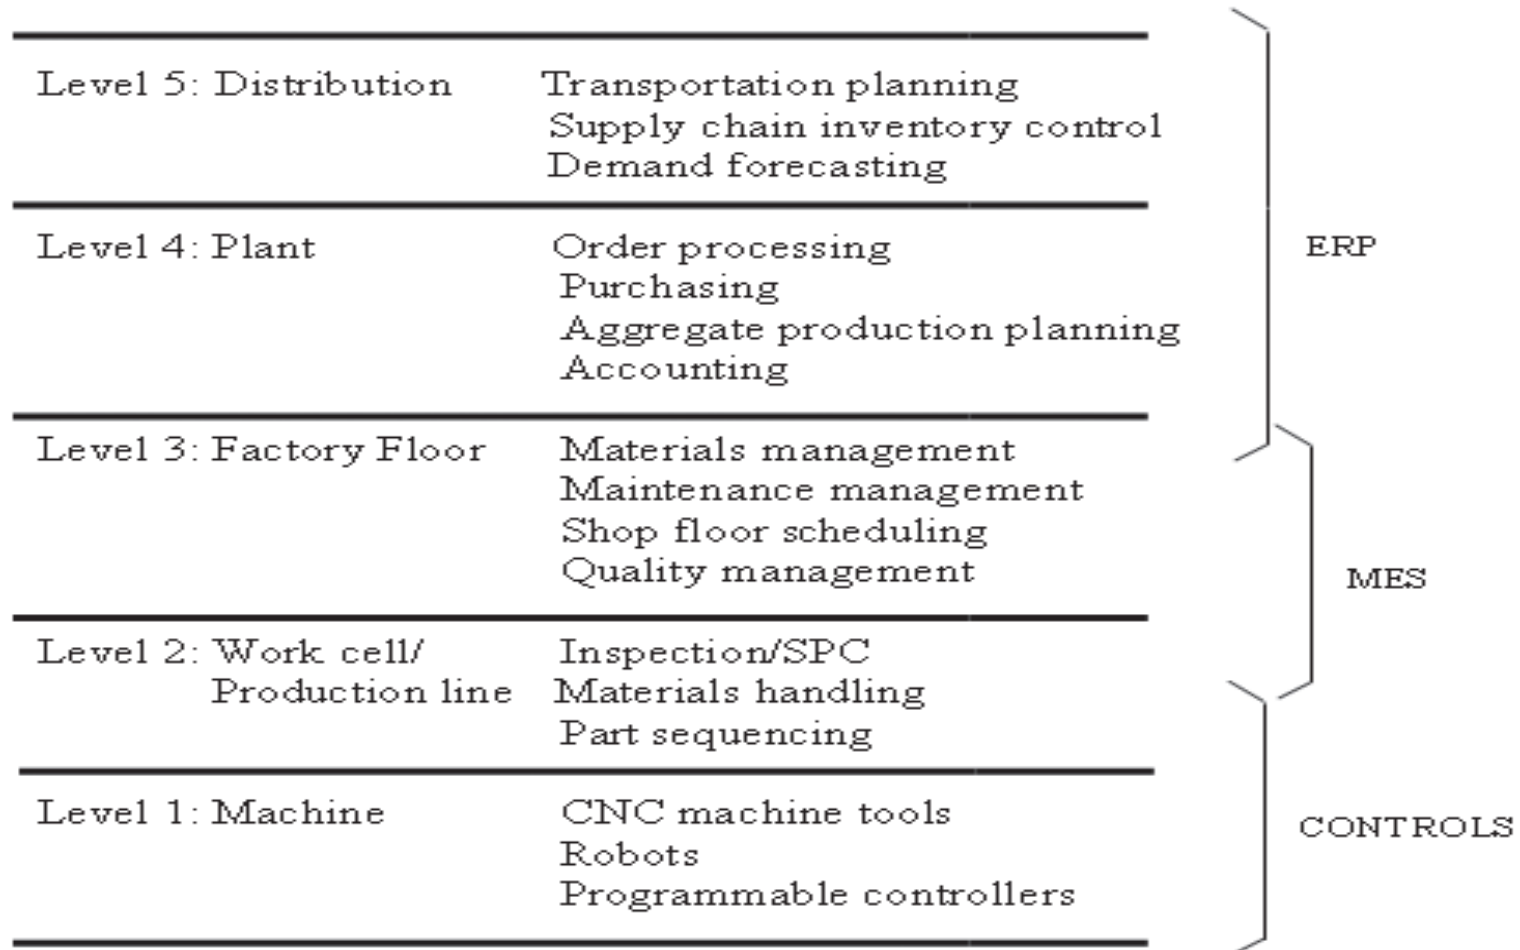 Level 5: Distribution Transportation planning
Supply chain inventory control
Demand forecasting
Level 4: Plant Order processing
Purchasing
Aggregate production planning
Accounting
ERP
Level 3: Factory Floor Materials management
Maintenance management
Shop floor scheduling
Quality management
MES
Level 2: Work cell/ Inspection/SPC
Production line Materials handling
Part sequencing
Level 1: Machine CNC machine tools
Robots
Programmable controllers
CONTROLS